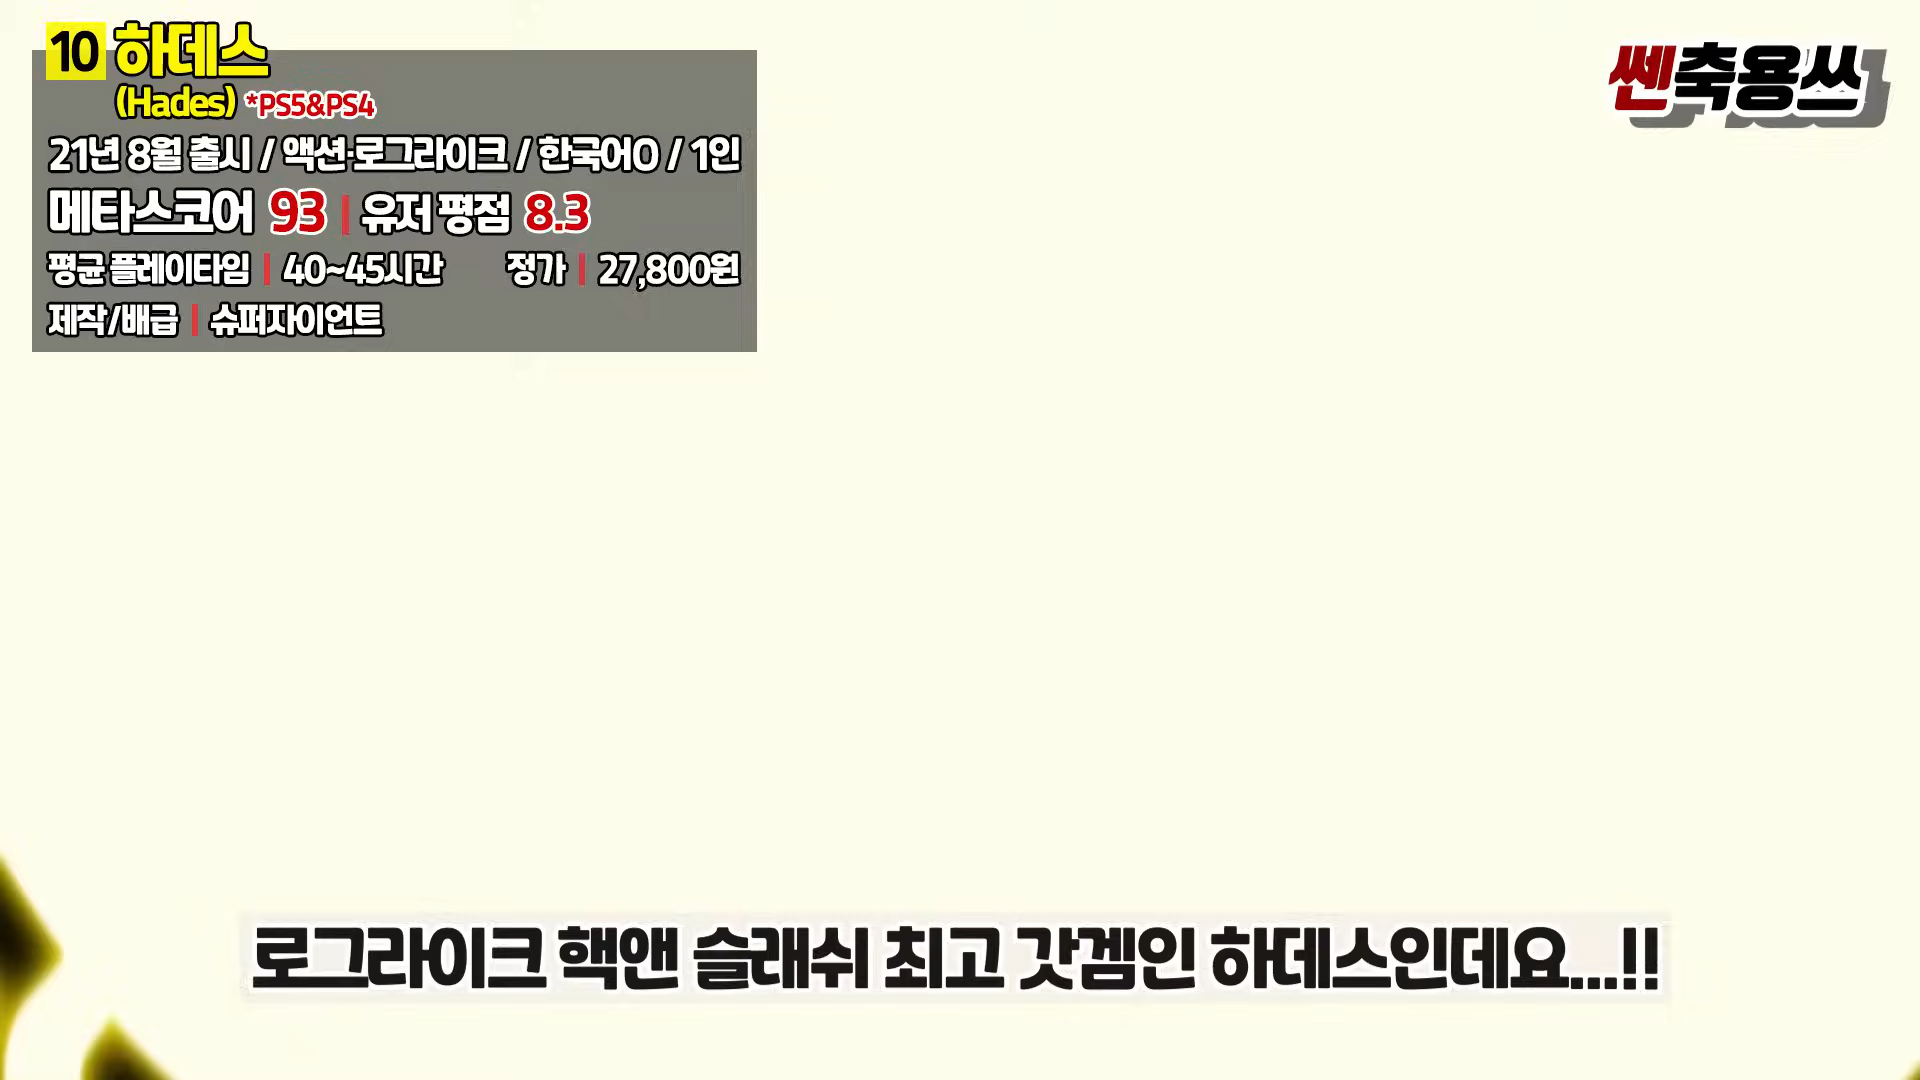 10 하데스
(Hades) *PS5&PS4
21년 8월 출시 / 액션·로그라이크 / 한국어O / 1인
메타스코어 93 | 유저 평점 8.3
평균 플레이타임 | 40~45시간 정가 | 27,800원
제작/배급 | 슈퍼자이언트
쎈축용쓰
로그라이크 핵앤 슬래쉬 최고 갓겜인 하데스인데요...!!